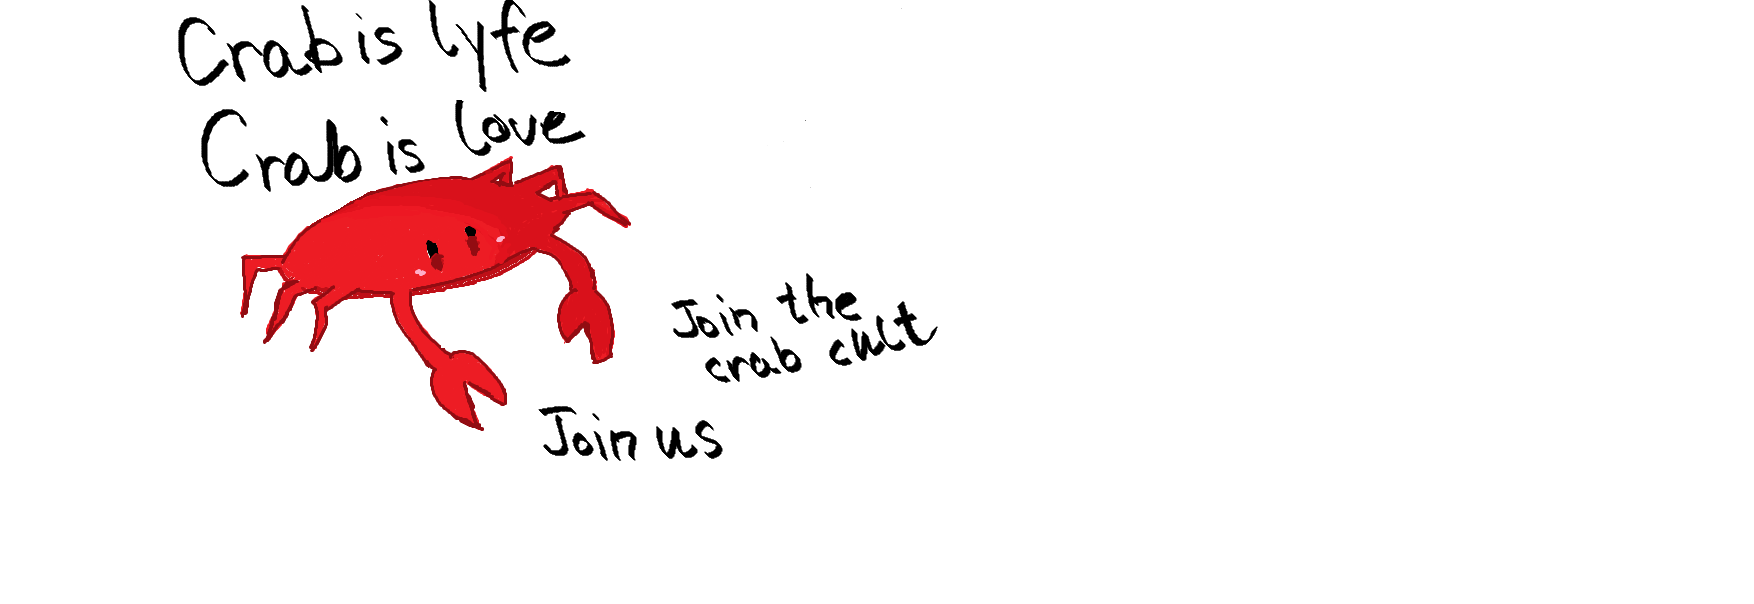 Crab is lyfe
Crab is love
Join the
crab cult
Join us